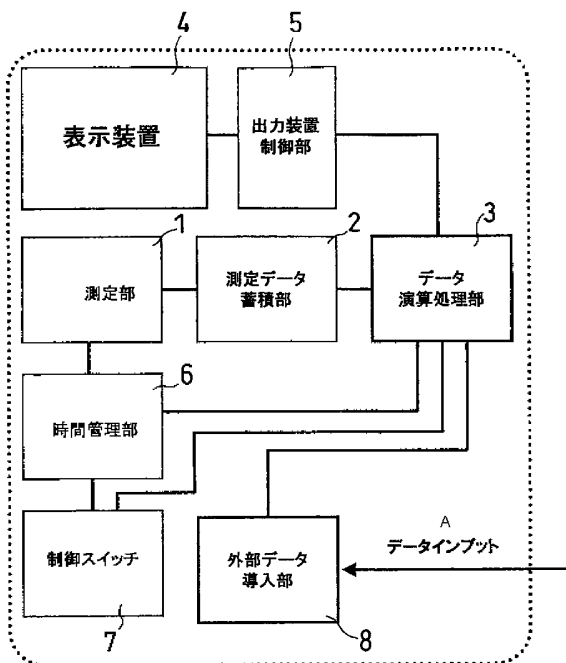 4
5
表示装置
出力装置
制御部
1
2
3
測定部
測定データ
蓄積部
データ
演算処理部
6
時間管理部
制御スイッチ
7
外部データ
導入部
8
A
データインプット